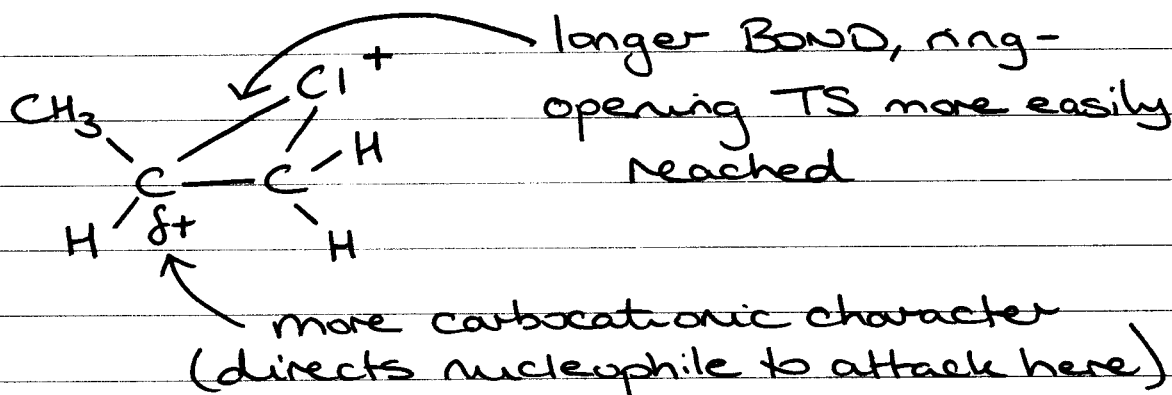 longer BOND, ring-
Cl +
opening TS more easily
CH3
reached
H
C C
H δ+
H
more carbocationic character
(directs nucleophile to attack here)